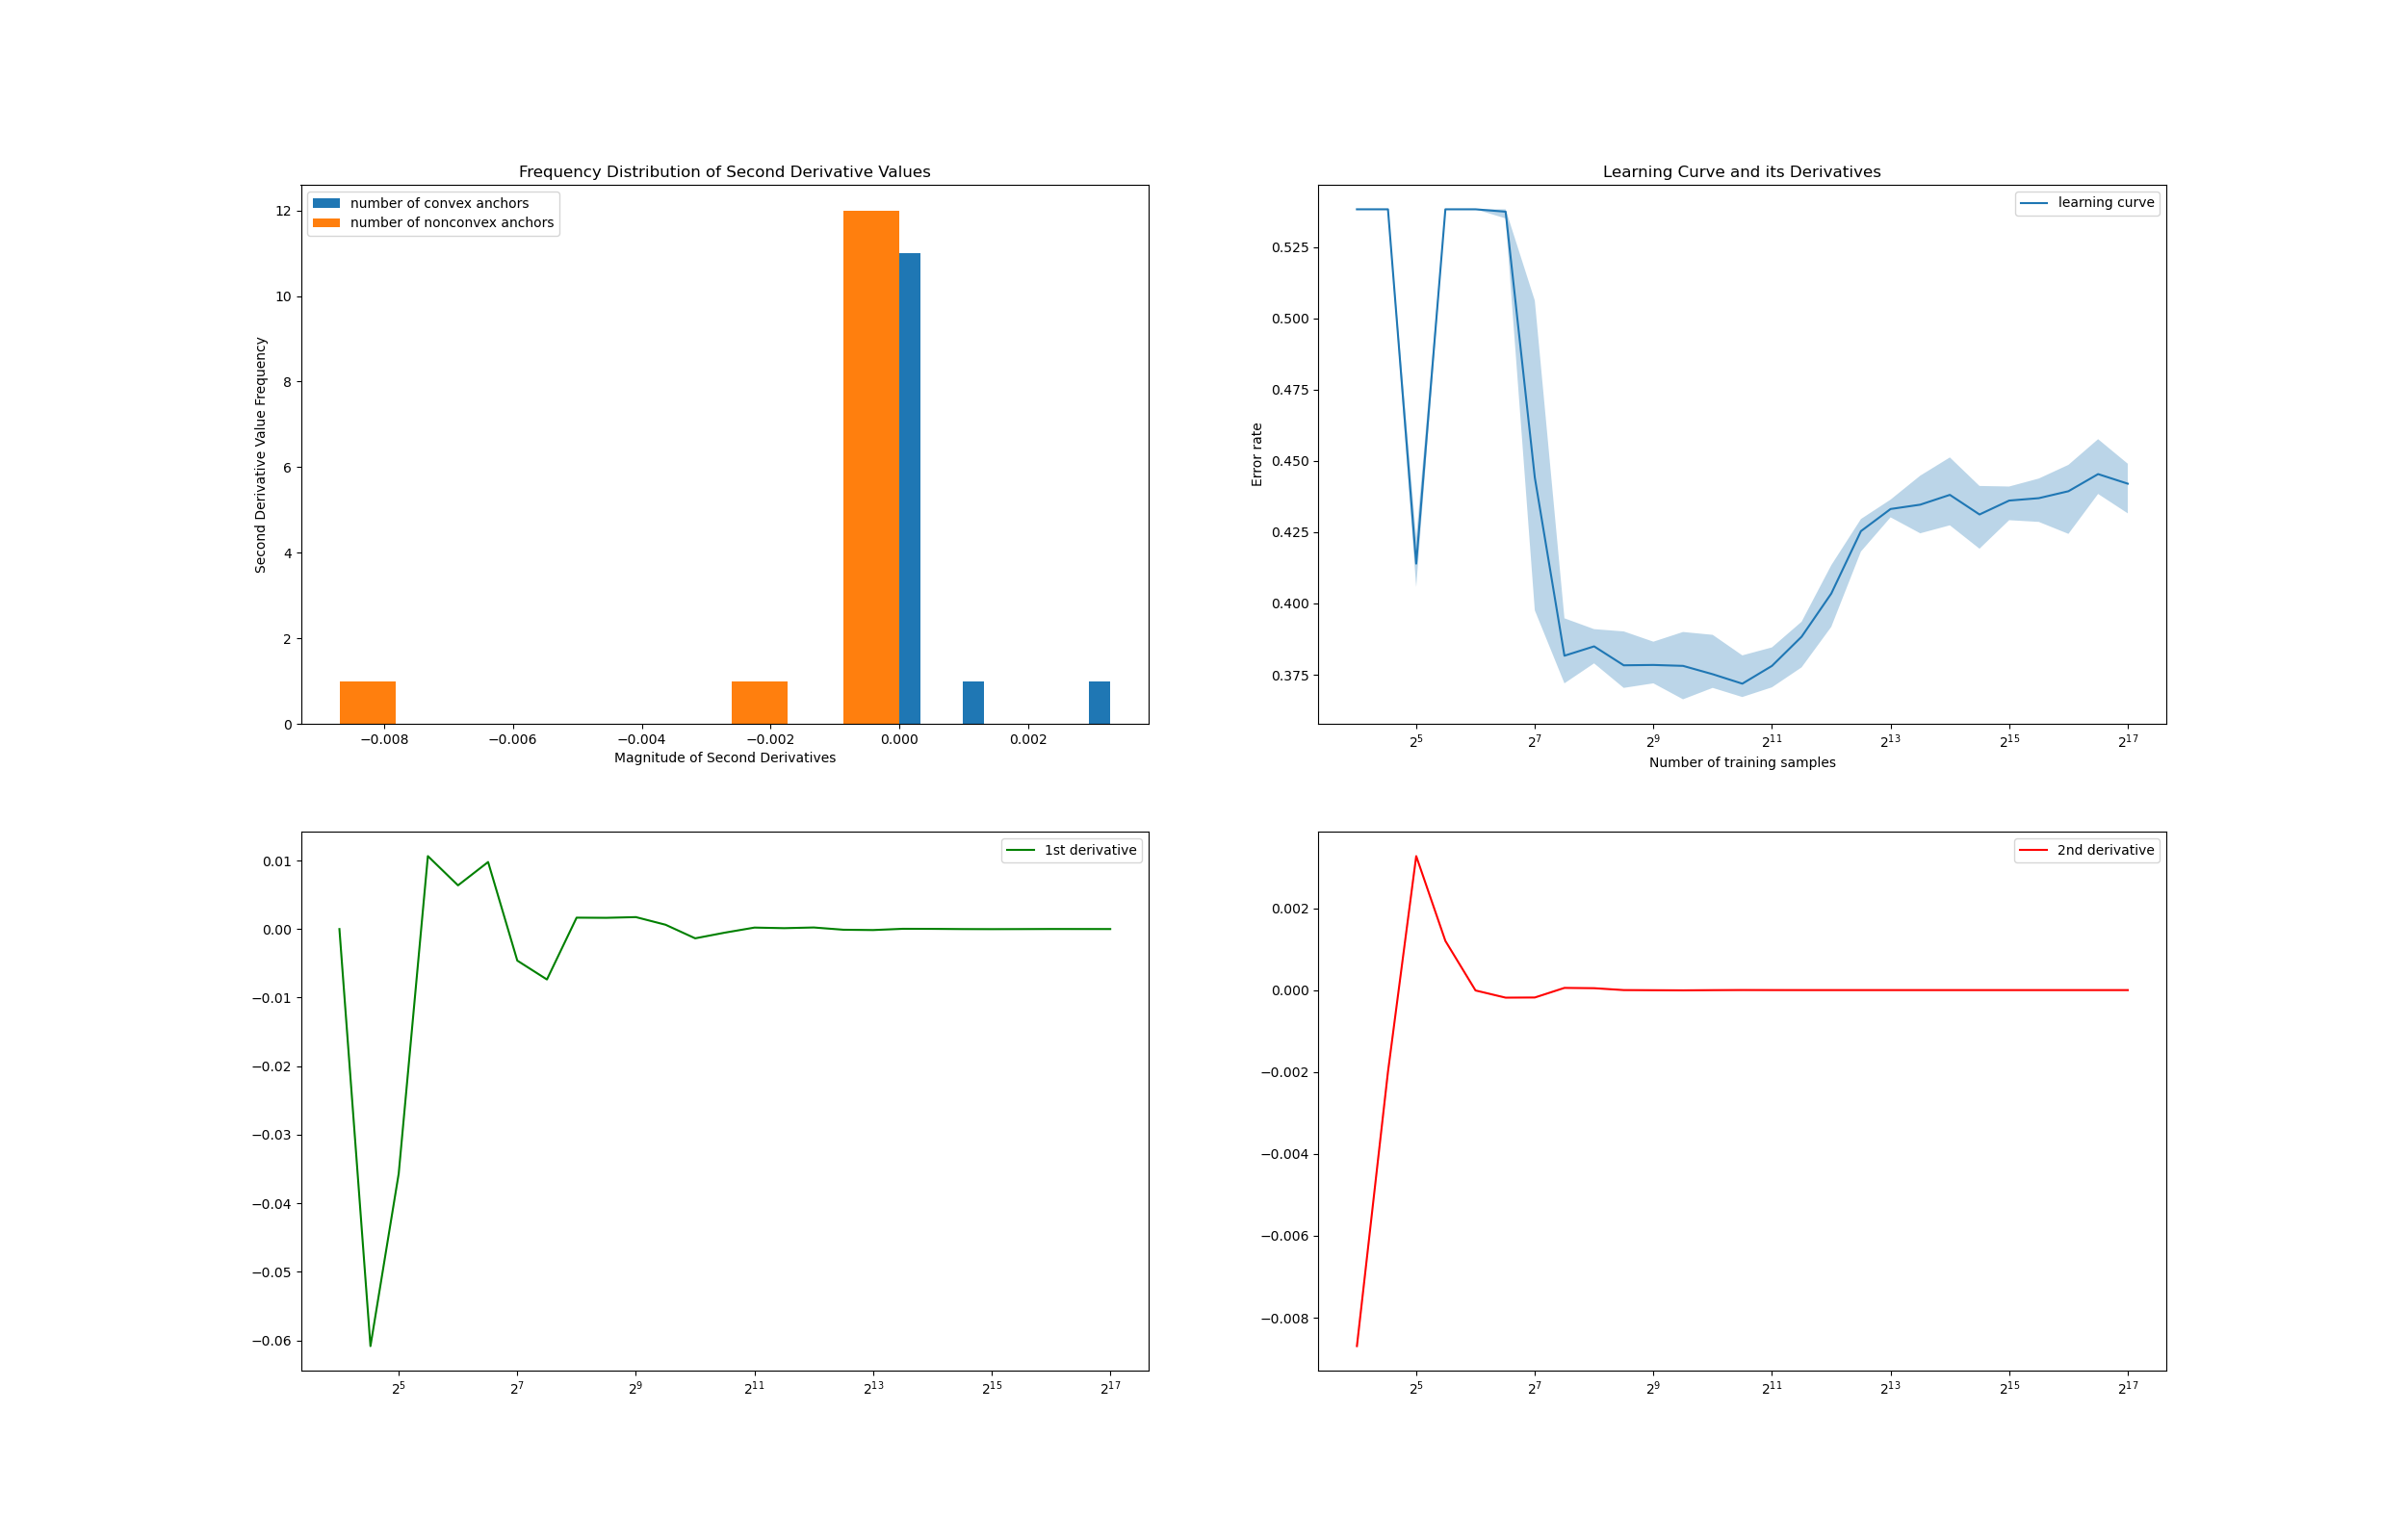 Frequency Distribution of Second Derivative Values
number of convex anchors
number of nonconvex anchors
12
10
8
6
4
2
0
Second Derivative Value Frequency
−0.008 −0.006 −0.004 −0.002 0.000 0.002
Magnitude of Second Derivatives
Learning Curve and its Derivatives
learning curve
0.525
0.500
0.475
0.450
0.425
0.400
0.375
Error rate
2^5 2^7 2^9 2^11 2^13 2^15 2^17
Number of training samples
1st derivative
0.01
0.00
−0.01
−0.02
−0.03
−0.04
−0.05
−0.06
2^5 2^7 2^9 2^11 2^13 2^15 2^17
2nd derivative
0.002
0.000
−0.002
−0.004
−0.006
−0.008
2^5 2^7 2^9 2^11 2^13 2^15 2^17